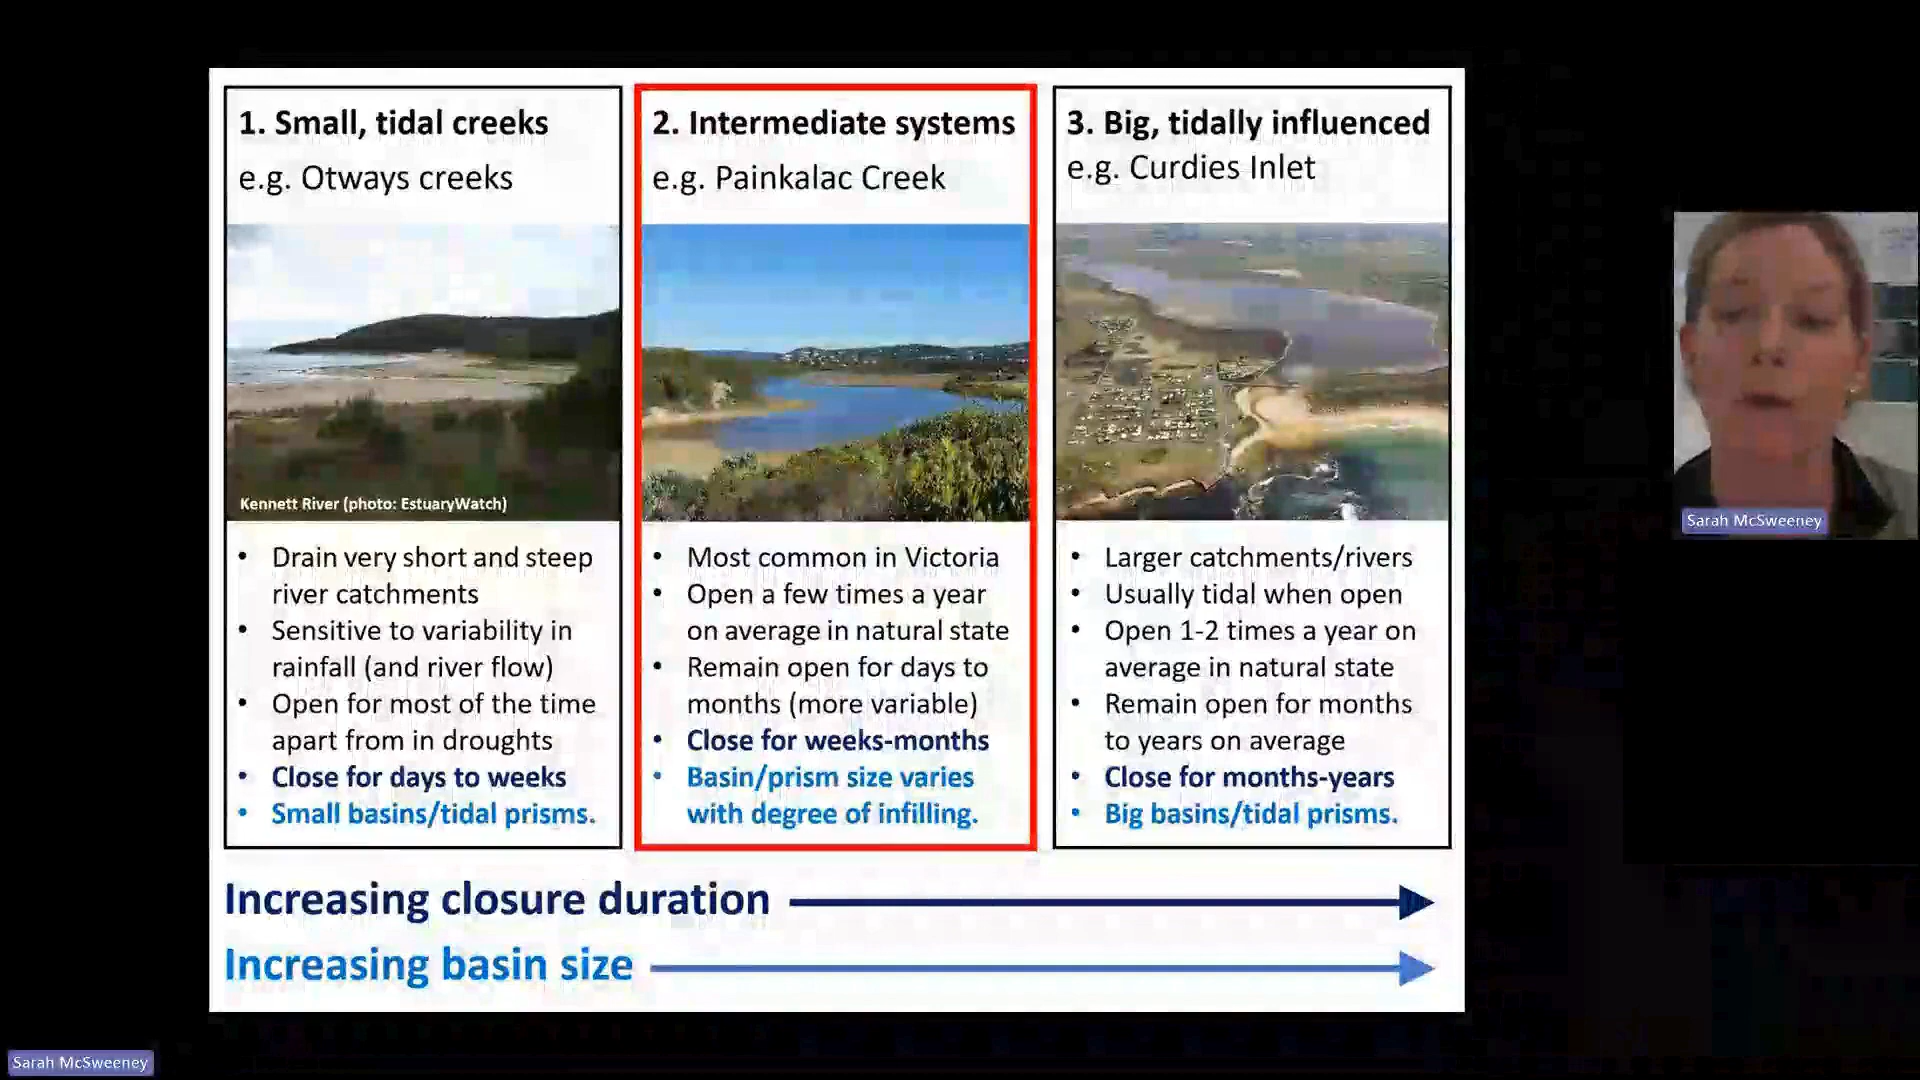 1. Small, tidal creeks
e.g. Otways creeks
Kennett River (photo: EstuaryWatch)
• Drain very short and steep
river catchments
• Sensitive to variability in
rainfall (and river flow)
• Open for most of the time
apart from in droughts
• Close for days to weeks
• Small basins/tidal prisms.
2. Intermediate systems
e.g. Painkalac Creek
• Most common in Victoria
• Open a few times a year
on average in natural state
• Remain open for days to
months (more variable)
• Close for weeks-months
• Basin/prism size varies
with degree of infilling.
3. Big, tidally influenced
e.g. Curdies Inlet
• Larger catchments/rivers
• Usually tidal when open
• Open 1-2 times a year on
average in natural state
• Remain open for months
to years on average
• Close for months-years
• Big basins/tidal prisms.
Increasing closure duration
Increasing basin size
Sarah McSweeney
Sarah McSweeney